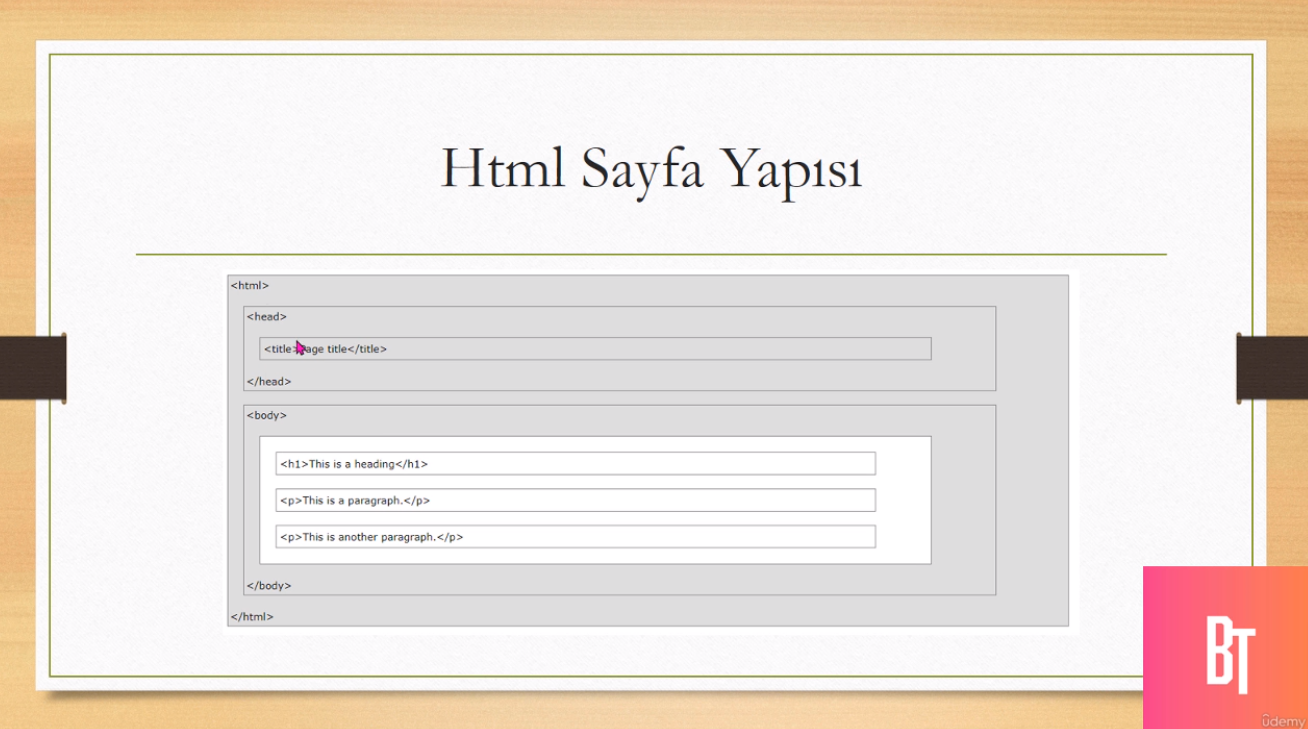 Html Sayfa Yapısı
<html>
<head>
<title>Page title</title>
</head>
<body>
<h1>This is a heading</h1>
<p>This is a paragraph.</p>
<p>This is another paragraph.</p>
</body>
</html>
BT
ûdemy